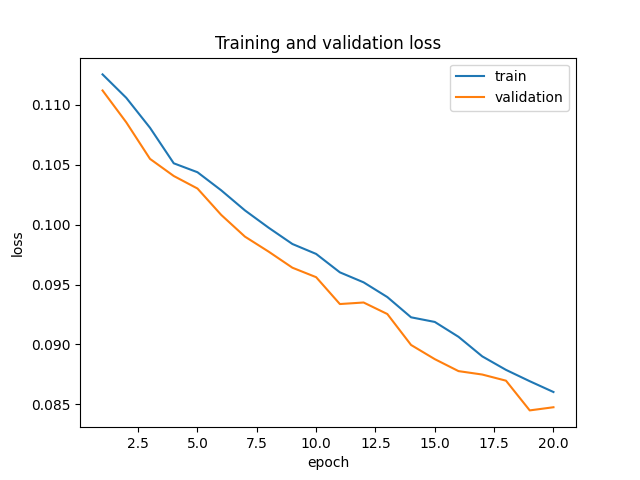 Training and validation loss
train
validation
loss
0.110
0.105
0.100
0.095
0.090
0.085
2.5 5.0 7.5 10.0 12.5 15.0 17.5 20.0
epoch